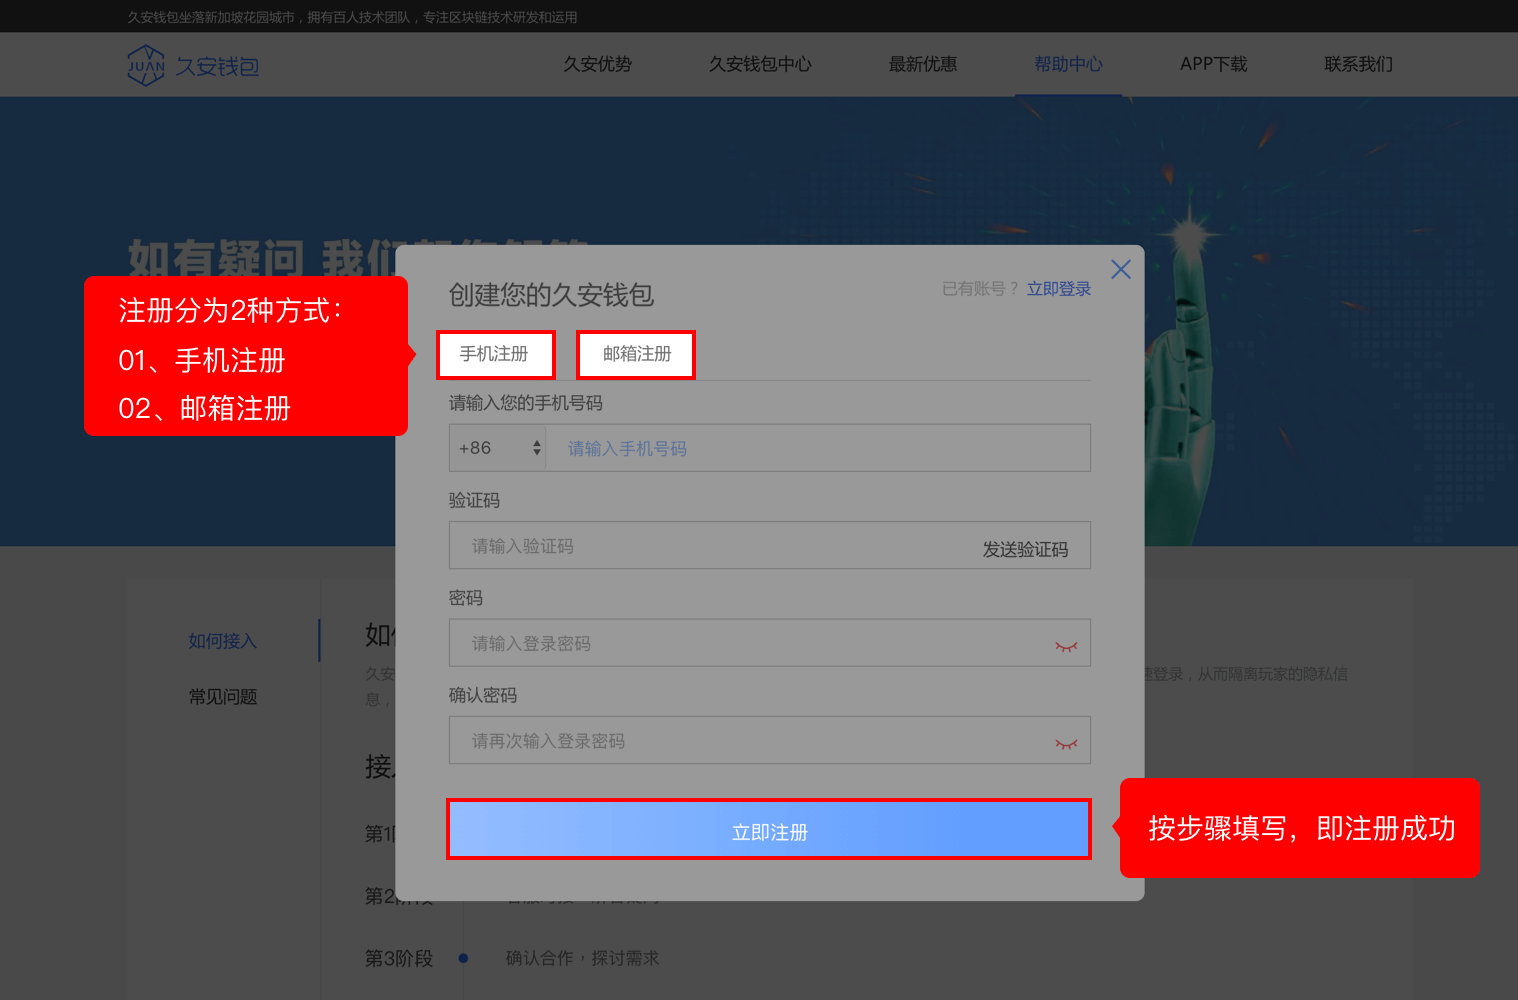 久安钱包坐落新加坡花园城市，拥有百人技术团队，专注区块链技术研发和运用
JUAN 久安钱包
久安优势 久安钱包中心 最新优惠 帮助中心 APP下载 联系我们
如有疑问 我们
注册分为2种方式：
01、手机注册
02、邮箱注册
创建您的久安钱包
已有账号？ 立即登录
手机注册 邮箱注册
请输入您的手机号码
+86 请输入手机号码
验证码
请输入验证码 发送验证码
密码
请输入登录密码
确认密码
请再次输入登录密码
立即注册
按步骤填写，即注册成功
如何接入
常见问题
如
久安
速登录，从而隔离玩家的隐私信
息，
接
第1
第2阶段
第3阶段 确认合作，探讨需求